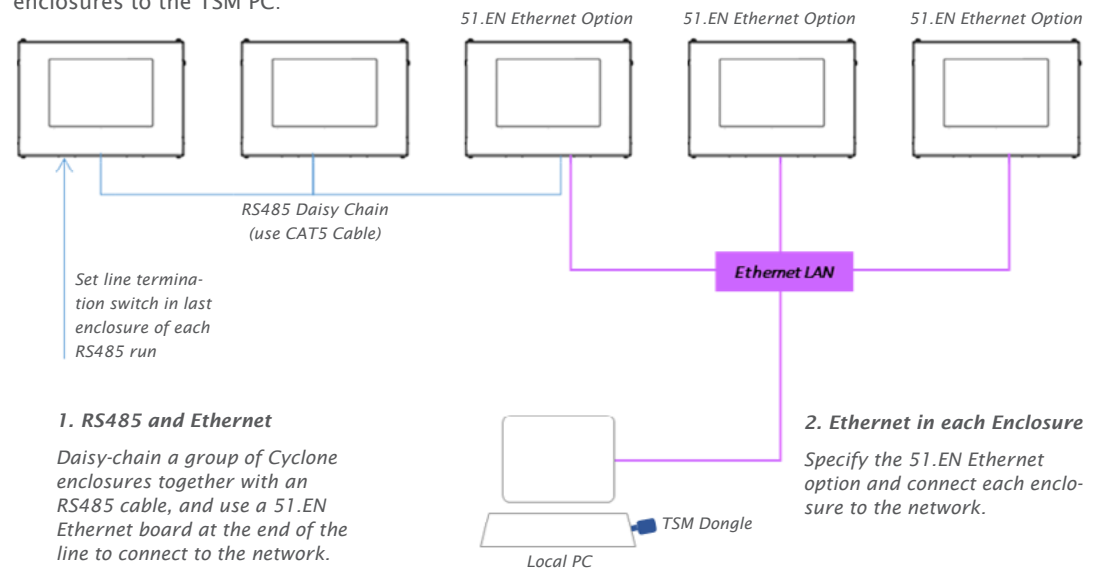 enclosures to the TSM PC.
51.EN Ethernet Option
51.EN Ethernet Option
51.EN Ethernet Option
RS485 Daisy Chain
(use CAT5 Cable)
Ethernet LAN
Set line termina-
tion switch in last
enclosure of each
RS485 run
1. RS485 and Ethernet
Daisy-chain a group of Cyclone
enclosures together with an
RS485 cable, and use a 51.EN
Ethernet board at the end of the
line to connect to the network.
2. Ethernet in each Enclosure
Specify the 51.EN Ethernet
option and connect each enclo-
sure to the network.
TSM Dongle
Local PC